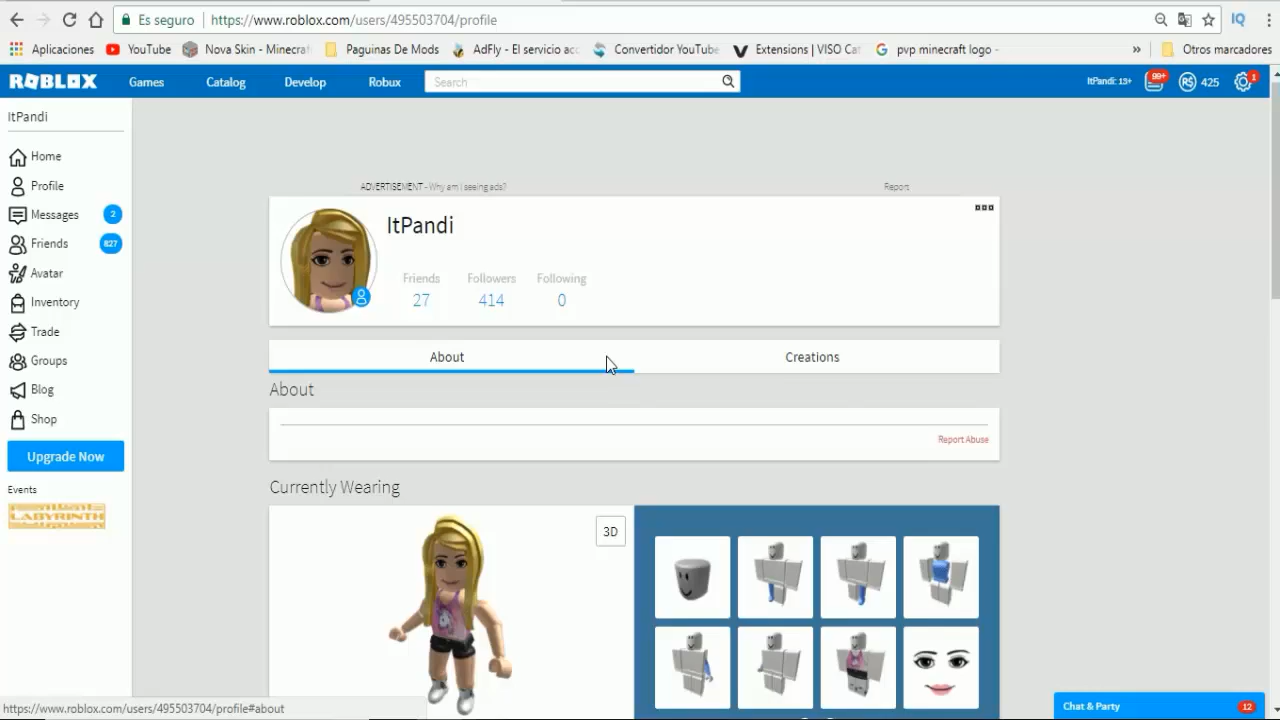 Es seguro | https://www.roblox.com/users/495503704/profile
Aplicaciones YouTube Nova Skin - Minecra Paguinas De Mods AdFly - El servicio ac Convertidor YouTube Extensions | VISO Cat pvp minecraft logo - » Otros marcadores
ROBLOX Games Catalog Develop Robux Search ItPandi: 13+ 99+ R$ 425 1
ItPandi
Home
Profile
Messages 2
Friends 827
Avatar
Inventory
Trade
Groups
Blog
Shop
Upgrade Now
Events
LABYRINTH
ADVERTISEMENT - Why am I seeing ads? Report
ItPandi
Friends Followers Following
27 414 0
About Creations
About
Report Abuse
Currently Wearing
3D
https://www.roblox.com/users/495503704/profile#about
Chat & Party 12